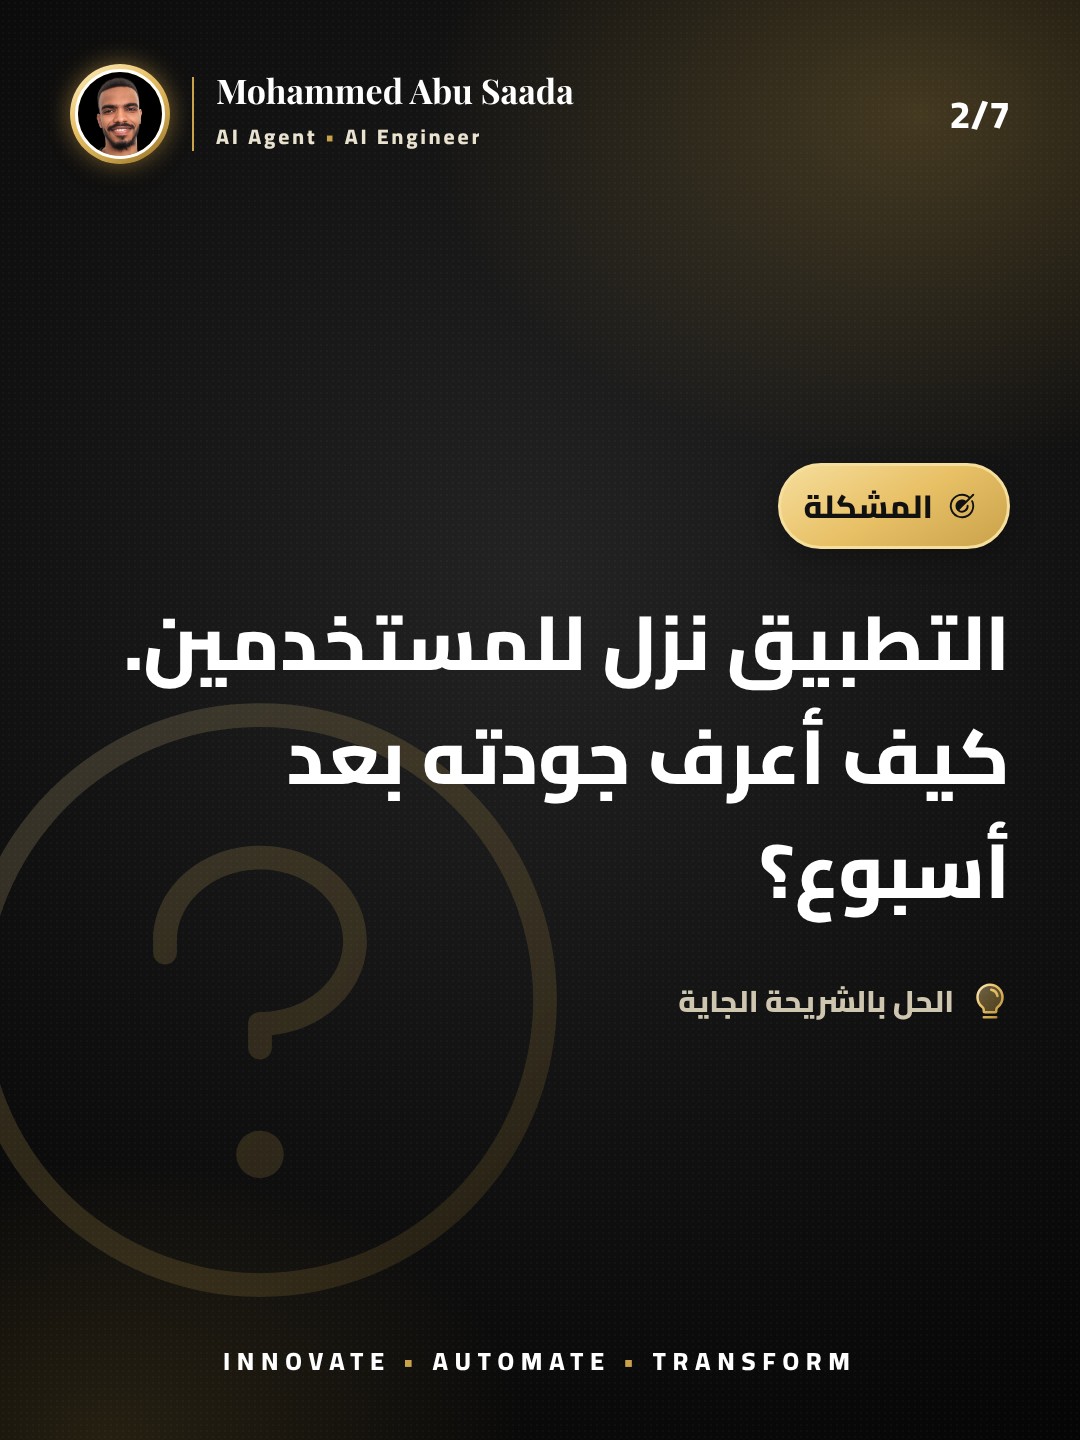 Mohammed Abu Saada
AI Agent ▪ AI Engineer
2/7
المشكلة
التطبيق نزل للمستخدمين.
كيف أعرف جودته بعد
أسبوع؟
الحل بالشريحة الجاية
INNOVATE ▪ AUTOMATE ▪ TRANSFORM